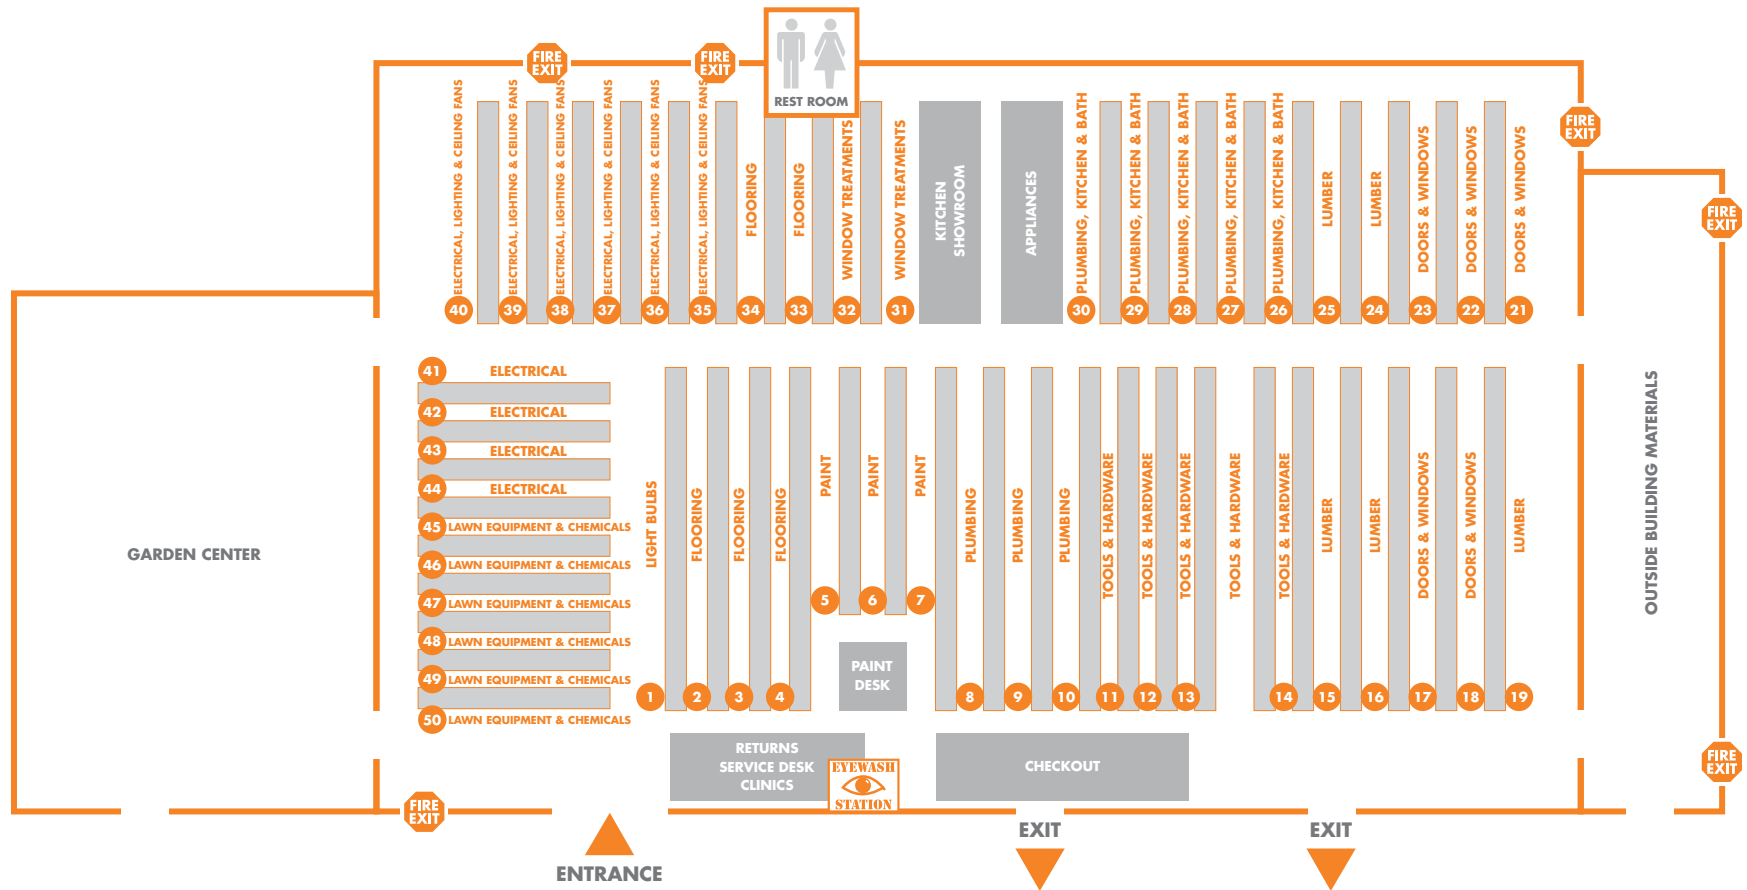 REST ROOM
FIRE
EXIT
FIRE
EXIT
FIRE
EXIT
FIRE
EXIT
FIRE
EXIT
FIRE
EXIT
40 ELECTRICAL, LIGHTING & CEILING FANS
39 ELECTRICAL, LIGHTING & CEILING FANS
38 ELECTRICAL, LIGHTING & CEILING FANS
37 ELECTRICAL, LIGHTING & CEILING FANS
36 ELECTRICAL, LIGHTING & CEILING FANS
35 ELECTRICAL, LIGHTING & CEILING FANS
34 FLOORING
33 FLOORING
32 WINDOW TREATMENTS
31 WINDOW TREATMENTS
KITCHEN
SHOWROOM
APPLIANCES
30 PLUMBING, KITCHEN & BATH
29 PLUMBING, KITCHEN & BATH
28 PLUMBING, KITCHEN & BATH
27 PLUMBING, KITCHEN & BATH
26 PLUMBING, KITCHEN & BATH
25 LUMBER
24 LUMBER
23 DOORS & WINDOWS
22 DOORS & WINDOWS
21 DOORS & WINDOWS
41 ELECTRICAL
42 ELECTRICAL
43 ELECTRICAL
44 ELECTRICAL
45 LAWN EQUIPMENT & CHEMICALS
46 LAWN EQUIPMENT & CHEMICALS
47 LAWN EQUIPMENT & CHEMICALS
48 LAWN EQUIPMENT & CHEMICALS
49 LAWN EQUIPMENT & CHEMICALS
50 LAWN EQUIPMENT & CHEMICALS
GARDEN CENTER
1 LIGHT BULBS
2 FLOORING
3 FLOORING
4 FLOORING
5 PAINT
6 PAINT
7 PAINT
PAINT
DESK
8 PLUMBING
9 PLUMBING
10 PLUMBING
11 TOOLS & HARDWARE
12 TOOLS & HARDWARE
13 TOOLS & HARDWARE
TOOLS & HARDWARE
14 TOOLS & HARDWARE
15 LUMBER
16 LUMBER
17 DOORS & WINDOWS
18 DOORS & WINDOWS
19 LUMBER
OUTSIDE BUILDING MATERIALS
RETURNS
SERVICE DESK
CLINICS
EYEWASH
STATION
CHECKOUT
ENTRANCE
EXIT
EXIT